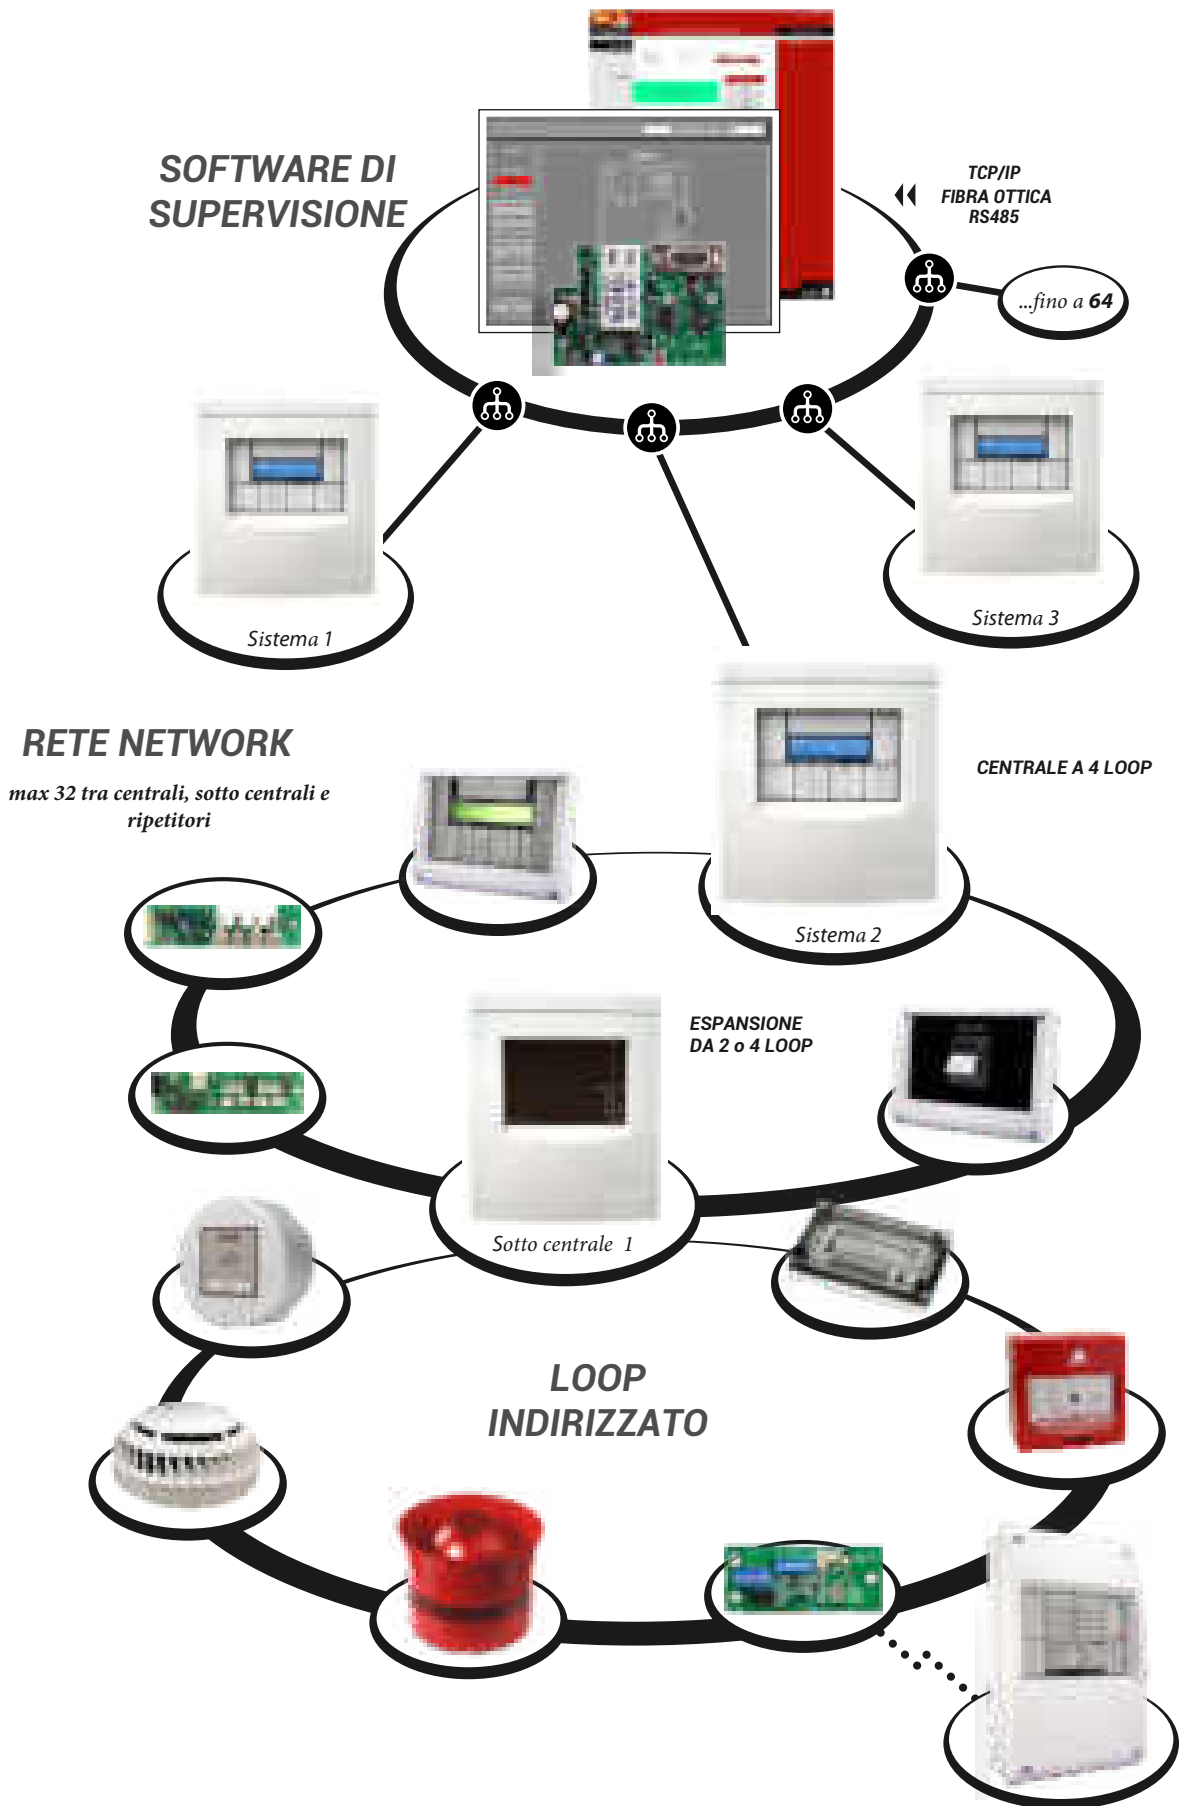 SOFTWARE DI
SUPERVISIONE
TCP/IP
FIBRA OTTICA
RS485
...fino a 64
Sistema 1
Sistema 3
RETE NETWORK
max 32 tra centrali, sotto centrali e
ripetitori
CENTRALE A 4 LOOP
Sistema 2
ESPANSIONE
DA 2 o 4 LOOP
Sotto centrale 1
LOOP
INDIRIZZATO